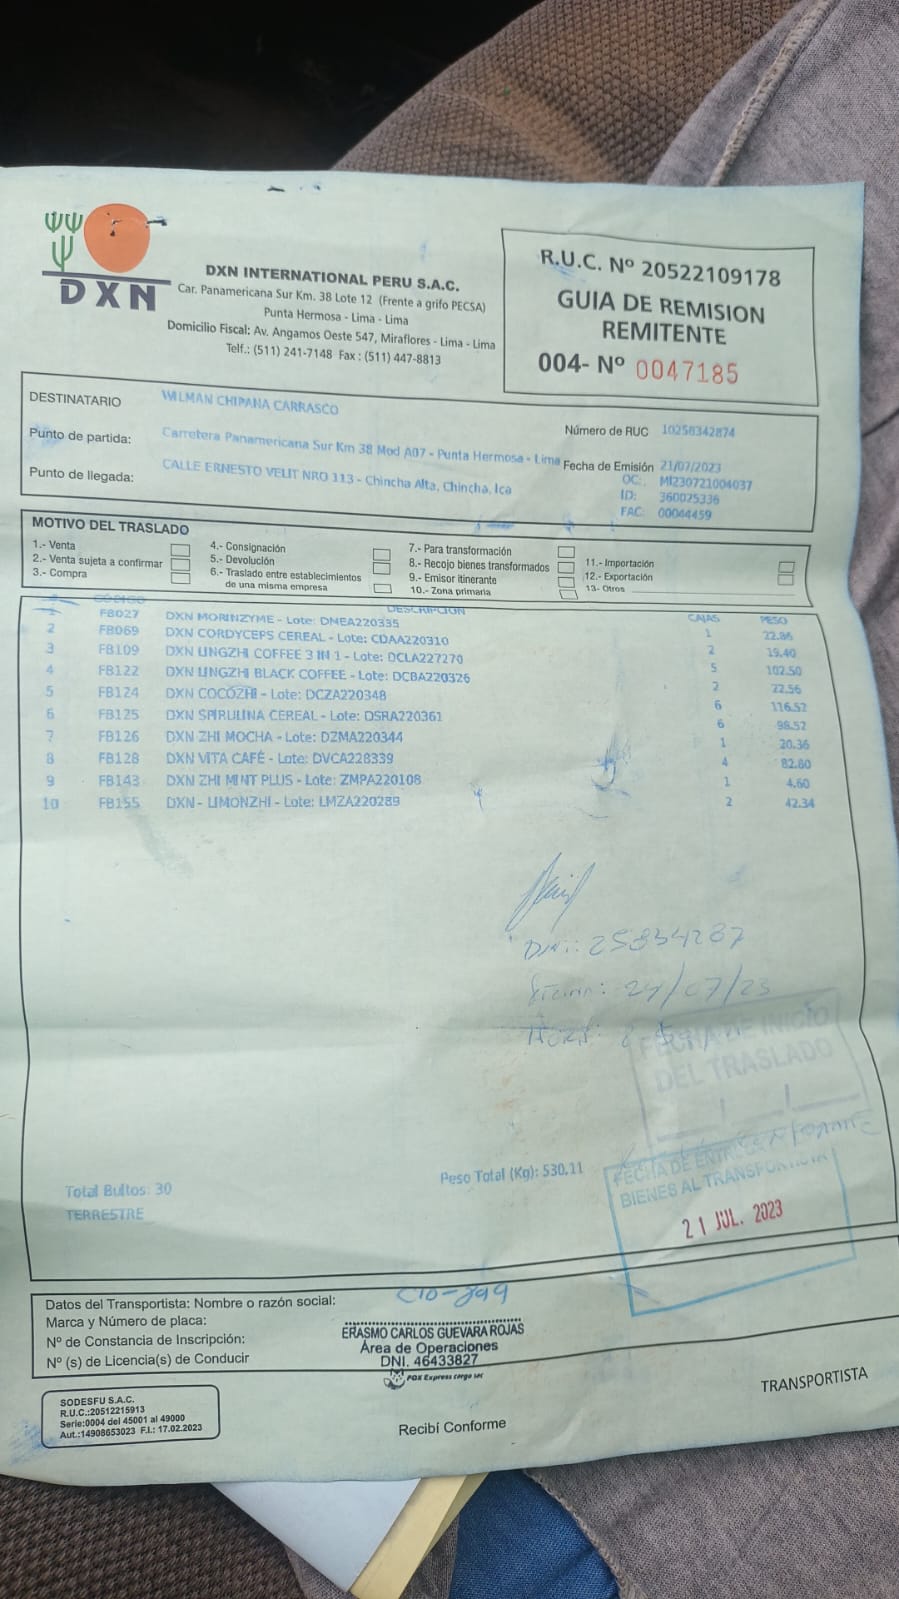 DXN
DXN INTERNATIONAL PERU S.A.C.
Car. Panamericana Sur Km. 38 Lote 12 (Frente a grifo PECSA)
Punta Hermosa - Lima - Lima
Domicilio Fiscal: Av. Angamos Oeste 547, Miraflores - Lima - Lima
Telf.: (511) 241-7148 Fax : (511) 447-8813
R.U.C. Nº 20522109178
GUIA DE REMISION
REMITENTE
004- Nº 0047185
DESTINATARIO WILMAN CHIPANA CARRASCO
Número de RUC 10258342874
Punto de partida: Carretera Panamericana Sur Km 38 Mod A07 - Punta Hermosa - Lima
Fecha de Emisión 21/07/2023
Punto de llegada: CALLE ERNESTO VELIT NRO 113 - Chincha Alta, Chincha, Ica
OC: MI230721004037
ID: 360025336
FAC: 00044459
MOTIVO DEL TRASLADO
1.- Venta
2.- Venta sujeta a confirmar
3.- Compra
4.- Consignación
5.- Devolución
6.- Traslado entre establecimientos
de una misma empresa
7.- Para transformación
8.- Recojo bienes transformados
9.- Emisor itinerante
10.- Zona primaria
11.- Importación
12.- Exportación
13- Otros
CÓDIGO DESCRIPCIÓN CAJAS PESO
1 FB027 DXN MORINZYME - Lote: DMEA220335 1 22.86
2 FB069 DXN CORDYCEPS CEREAL - Lote: CDAA220310 2 19.40
3 FB109 DXN LINGZHI COFFEE 3 IN 1 - Lote: DCLA227270 5 102.50
4 FB122 DXN LINGZHI BLACK COFFEE - Lote: DCBA220326 2 22.56
5 FB124 DXN COCOZHI - Lote: DCZA220348 6 116.52
6 FB125 DXN SPIRULINA CEREAL - Lote: DSRA220361 6 98.52
7 FB126 DXN ZHI MOCHA - Lote: DZMA220344 1 20.36
8 FB128 DXN VITA CAFÉ - Lote: DVCA228339 4 82.80
9 FB143 DXN ZHI MINT PLUS - Lote: ZMPA220108 1 4.60
10 FB155 DXN - LIMONZHI - Lote: LMZA220289 2 42.34
DNI: 25834287
24/07/23
HORA:
FECHA DE INICIO
DEL TRASLADO
Peso Total (Kg): 530.11
Total Bultos: 30
TERRESTRE
FECHA DE ENTREGA
BIENES AL TRANSPORTISTA
21 JUL. 2023
Datos del Transportista: Nombre o razón social:
Marca y Número de placa:
Nº de Constancia de Inscripción:
Nº (s) de Licencia(s) de Conducir
ERASMO CARLOS GUEVARA ROJAS
Área de Operaciones
DNI. 46433827
FOX Express cargo sac
SODESFU S.A.C.
R.U.C.:20512215913
Serie:0004 del 45001 al 49000
Aut.:14908653023 F.I.: 17.02.2023
Recibí Conforme
TRANSPORTISTA